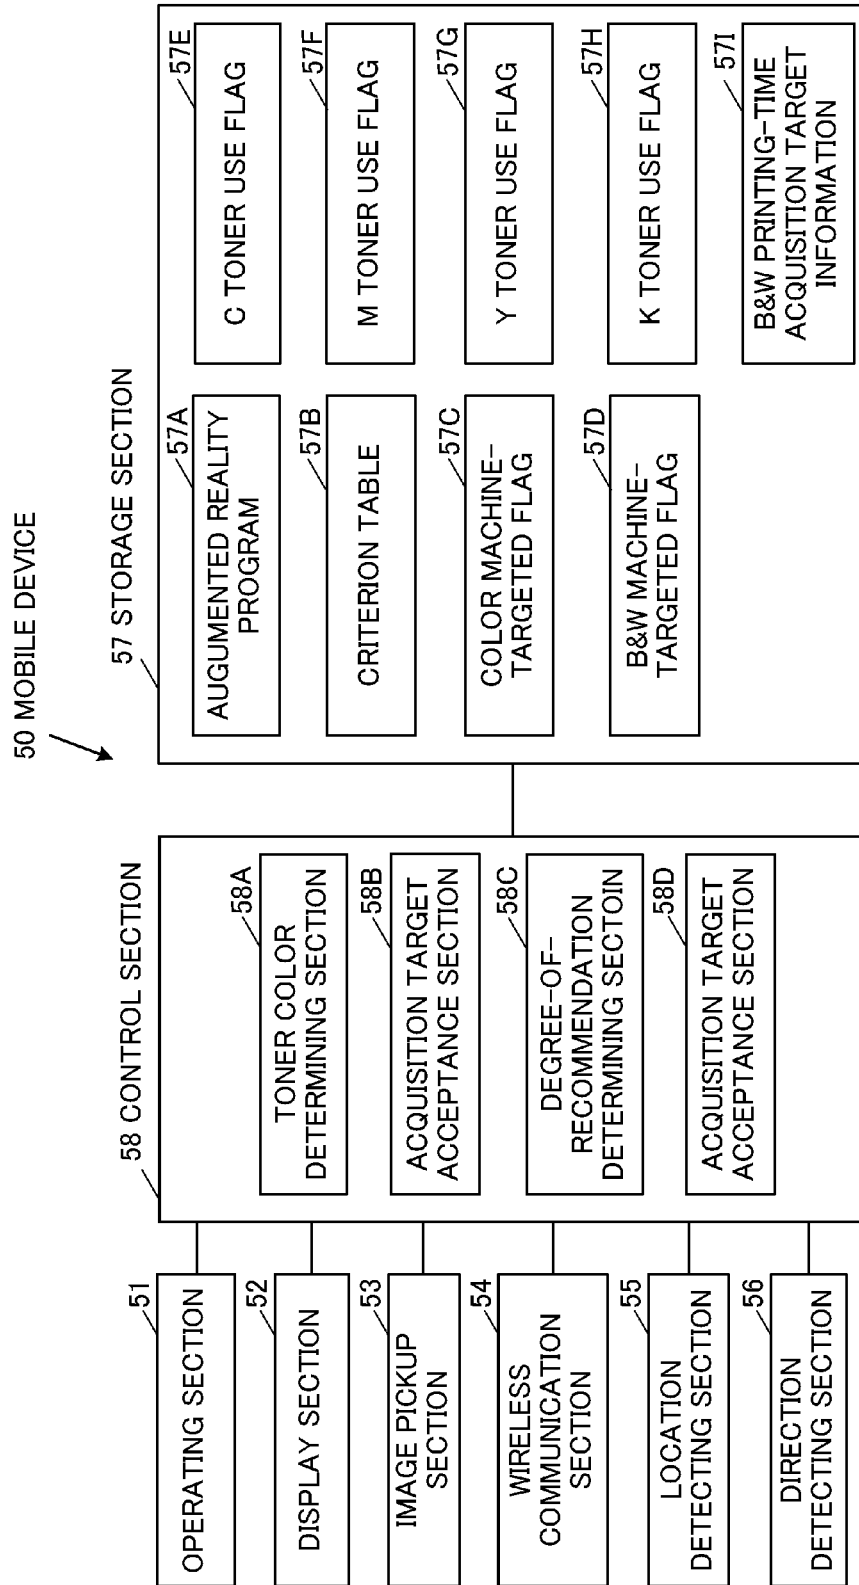 50 MOBILE DEVICE
51
OPERATING SECTION
52
DISPLAY SECTION
53
IMAGE PICKUP
SECTION
54
WIRELESS
COMMUNICATION
SECTION
55
LOCATION
DETECTING SECTION
56
DIRECTION
DETECTING SECTION
58 CONTROL SECTION
58A
TONER COLOR
DETERMINING SECTION
58B
ACQUISITION TARGET
ACCEPTANCE SECTION
58C
DEGREE-OF-
RECOMMENDATION
DETERMINING SECTOIN
58D
ACQUISITION TARGET
ACCEPTANCE SECTION
57 STORAGE SECTION
57A
AUGUMENTED REALITY
PROGRAM
57B
CRITERION TABLE
57C
COLOR MACHINE-
TARGETED FLAG
57D
B&W MACHINE-
TARGETED FLAG
57E
C TONER USE FLAG
57F
M TONER USE FLAG
57G
Y TONER USE FLAG
57H
K TONER USE FLAG
57I
B&W PRINTING-TIME
ACQUISITION TARGET
INFORMATION